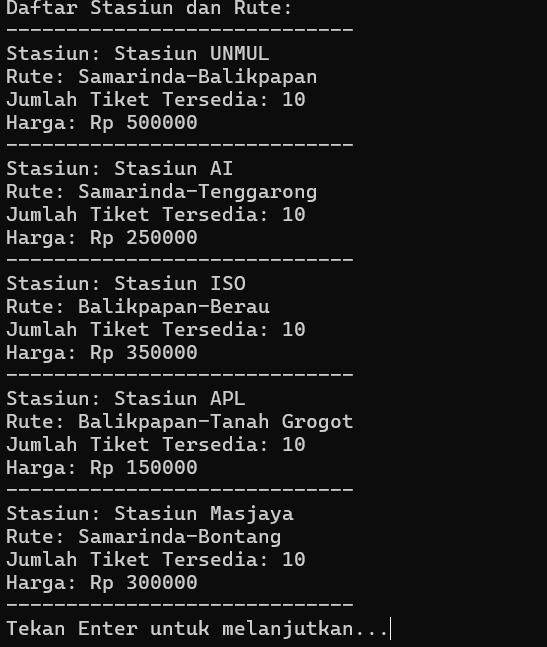 Daftar Stasiun dan Rute:
-----------------------------
Stasiun: Stasiun UNMUL
Rute: Samarinda-Balikpapan
Jumlah Tiket Tersedia: 10
Harga: Rp 500000
-----------------------------
Stasiun: Stasiun AI
Rute: Samarinda-Tenggarong
Jumlah Tiket Tersedia: 10
Harga: Rp 250000
-----------------------------
Stasiun: Stasiun ISO
Rute: Balikpapan-Berau
Jumlah Tiket Tersedia: 10
Harga: Rp 350000
-----------------------------
Stasiun: Stasiun APL
Rute: Balikpapan-Tanah Grogot
Jumlah Tiket Tersedia: 10
Harga: Rp 150000
-----------------------------
Stasiun: Stasiun Masjaya
Rute: Samarinda-Bontang
Jumlah Tiket Tersedia: 10
Harga: Rp 300000
-----------------------------
Tekan Enter untuk melanjutkan...